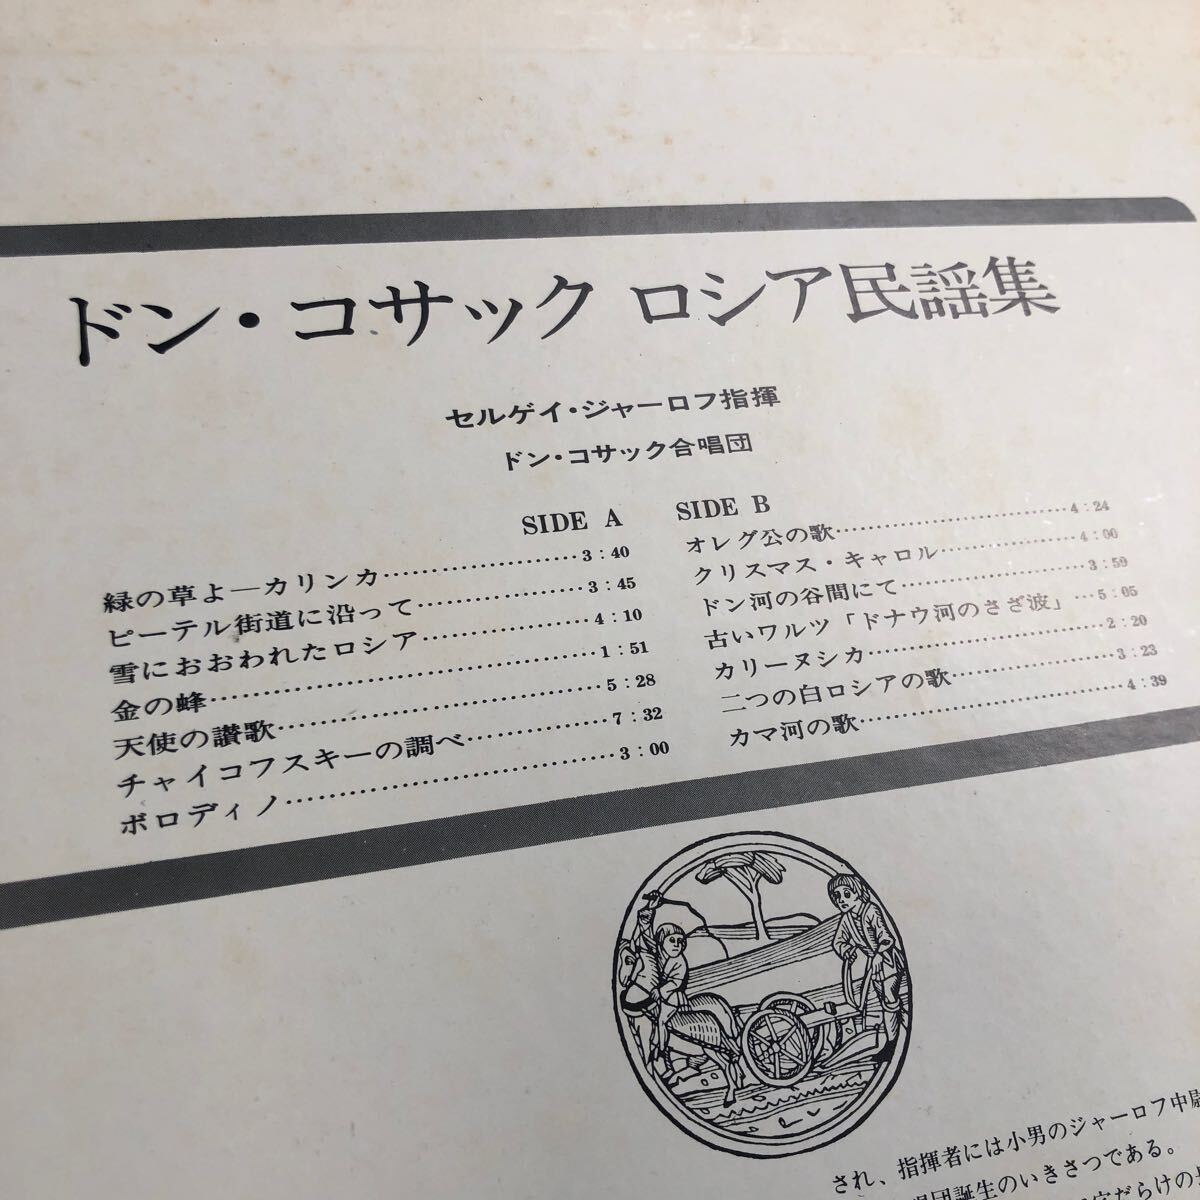 ドン・コサック ロシア民謡集
セルゲイ・ジャーロフ指揮
ドン・コサック合唱団
SIDE A
緑の草よ―カリンカ……………………3：40
ピーテル街道に沿って…………………3：45
雪におおわれたロシア…………………4：10
金の蜂……………………………………1：51
天使の讃歌………………………………5：28
チャイコフスキーの調べ………………7：32
ボロディノ………………………………3：00
SIDE B
オレグ公の歌……………………………4：24
クリスマス・キャロル…………………4：00
ドン河の谷間にて………………………3：59
古いワルツ「ドナウ河のさざ波」…5：05
カリーヌシカ……………………………2：20
二つの白ロシアの歌……………………3：23
カマ河の歌………………………………4：39
され、指揮者には小男のジャーロフ中尉
唱団誕生のいきさつである。
だらけの